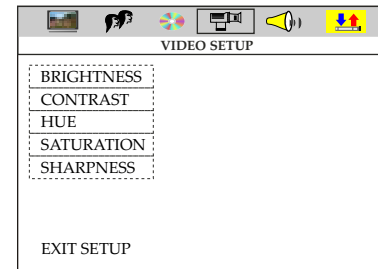 VIDEO SETUP
BRIGHTNESS
CONTRAST
HUE
SATURATION
SHARPNESS
EXIT SETUP